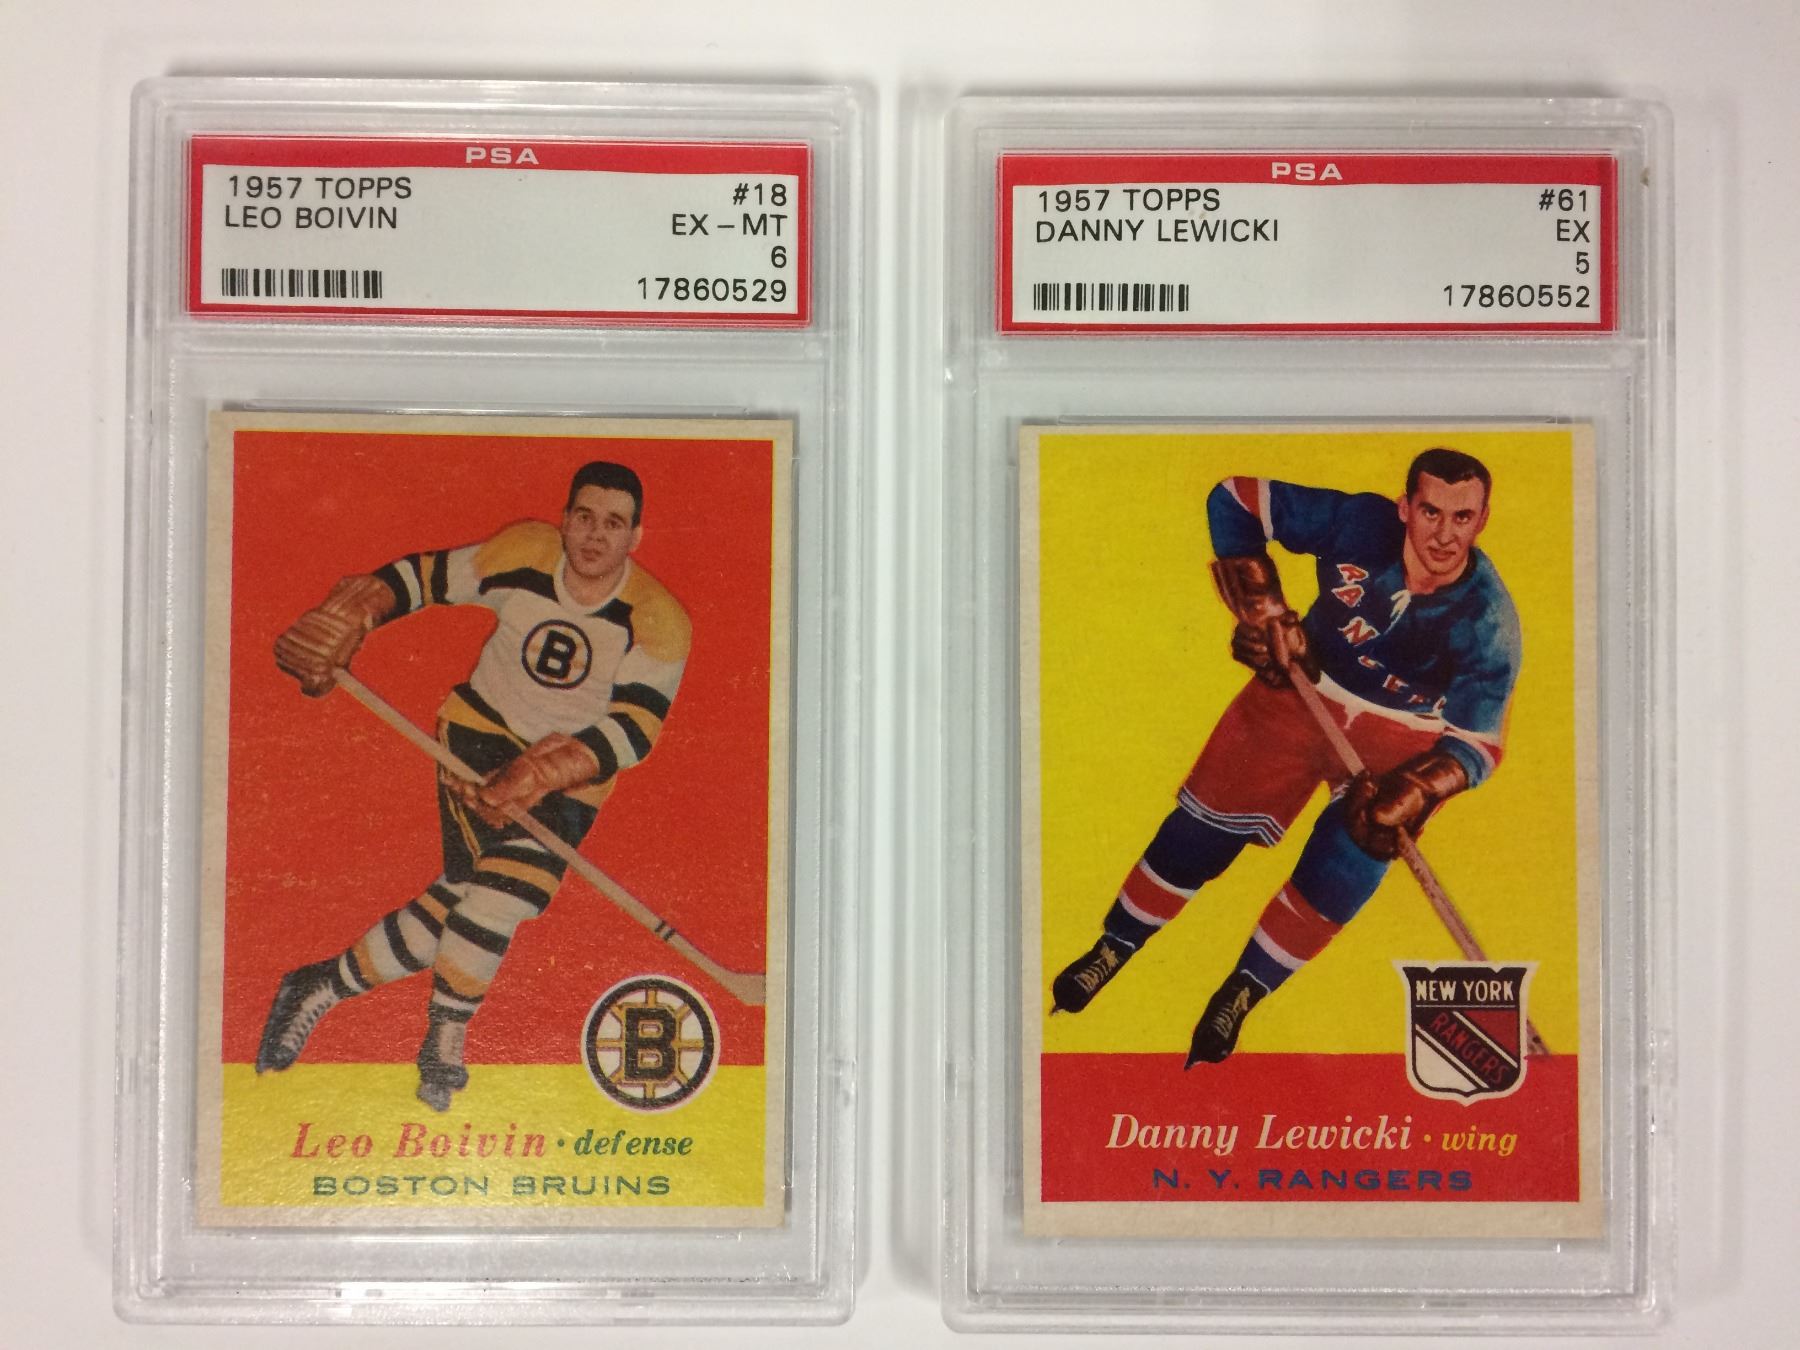 PSA
1957 TOPPS #18
LEO BOIVIN EX-MT
6
17860529
B
B
Leo Boivin · defense
BOSTON BRUINS
PSA
1957 TOPPS #61
DANNY LEWICKI EX
5
17860552
RANGERS
NEW YORK
RANGERS
Danny Lewicki · wing
N. Y. RANGERS